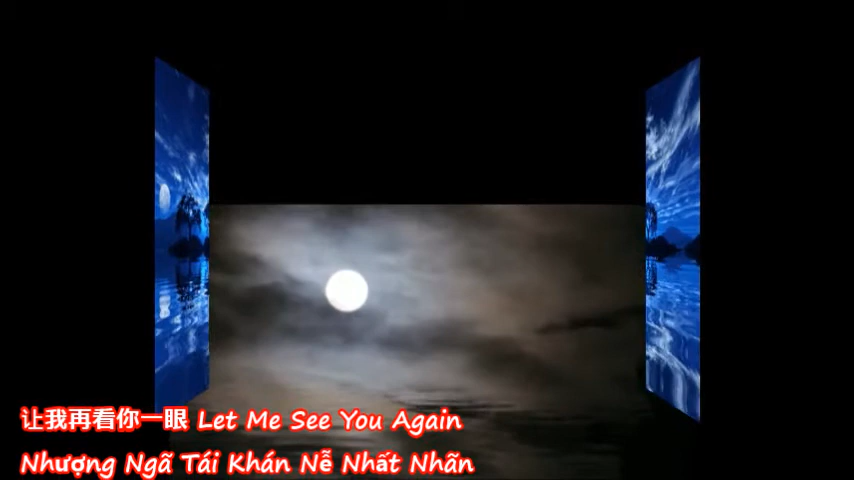 让我再看你一眼 Let Me See You Again
Nhượng Ngã Tái Khán Nễ Nhất Nhãn